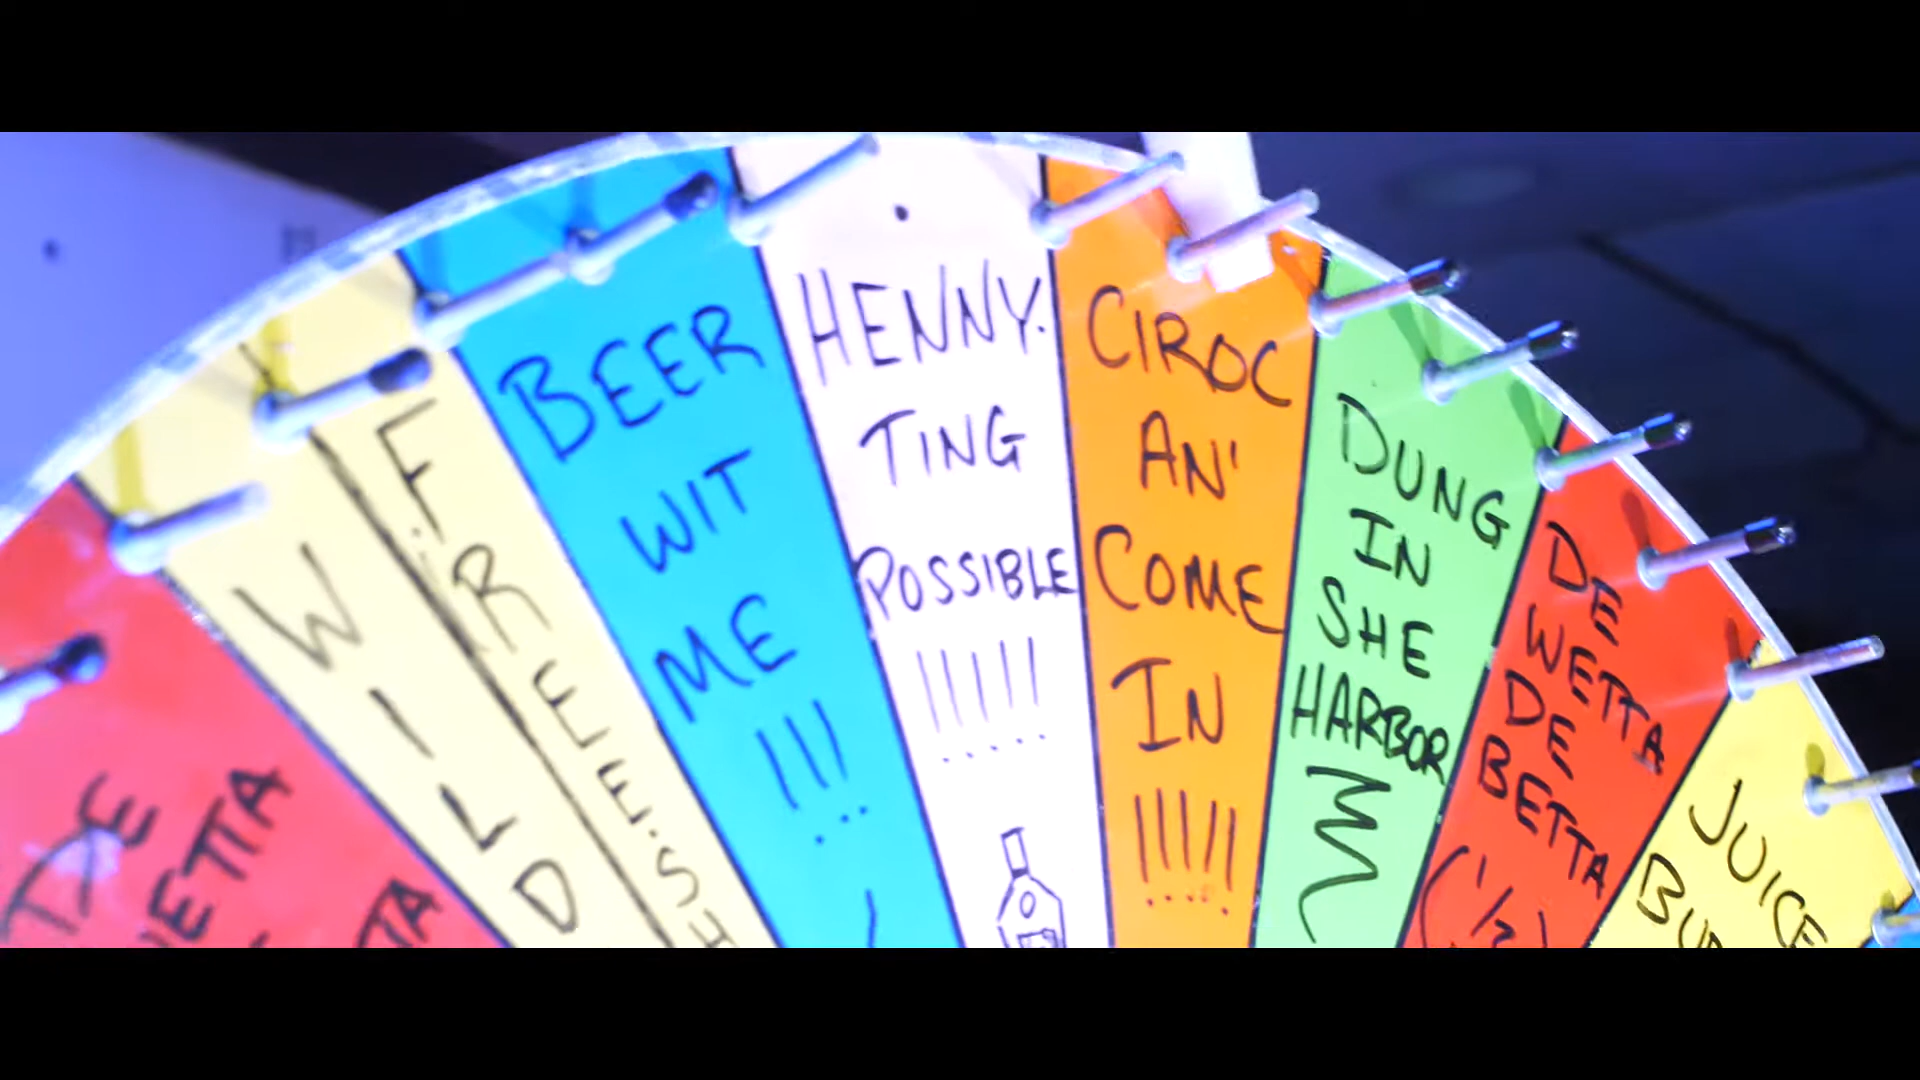 WILD
FREE.
BEER
WIT
ME!!!
HENNY.
TING
POSSIBLE
!!!!!
CIROC
AN'
COME
IN
!!!!!
DUNG
IN
SHE
HARBOR
DE
WETTA
DE
BETTA
JUICE